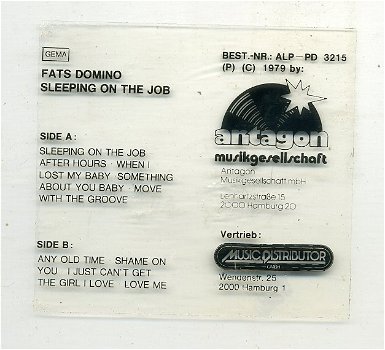 GEMA
FATS DOMINO
SLEEPING ON THE JOB
SIDE A:
SLEEPING ON THE JOB
AFTER HOURS · WHEN I
LOST MY BABY · SOMETHING
ABOUT YOU BABY · MOVE
WITH THE GROOVE
SIDE B:
ANY OLD TIME · SHAME ON
YOU · I JUST CAN'T GET
THE GIRL I LOVE · LOVE ME
BEST.-NR.: ALP-PD 3215
(P) (C) 1979 by:
antagon
musikgesellschaft
Antagon
Musikgesellschaft mbH
Lenhartzstraße 15
2000 Hamburg 20
Vertrieb:
MUSIC DISTRIBUTOR
GMBH
Wendenstr. 25
2000 Hamburg 1